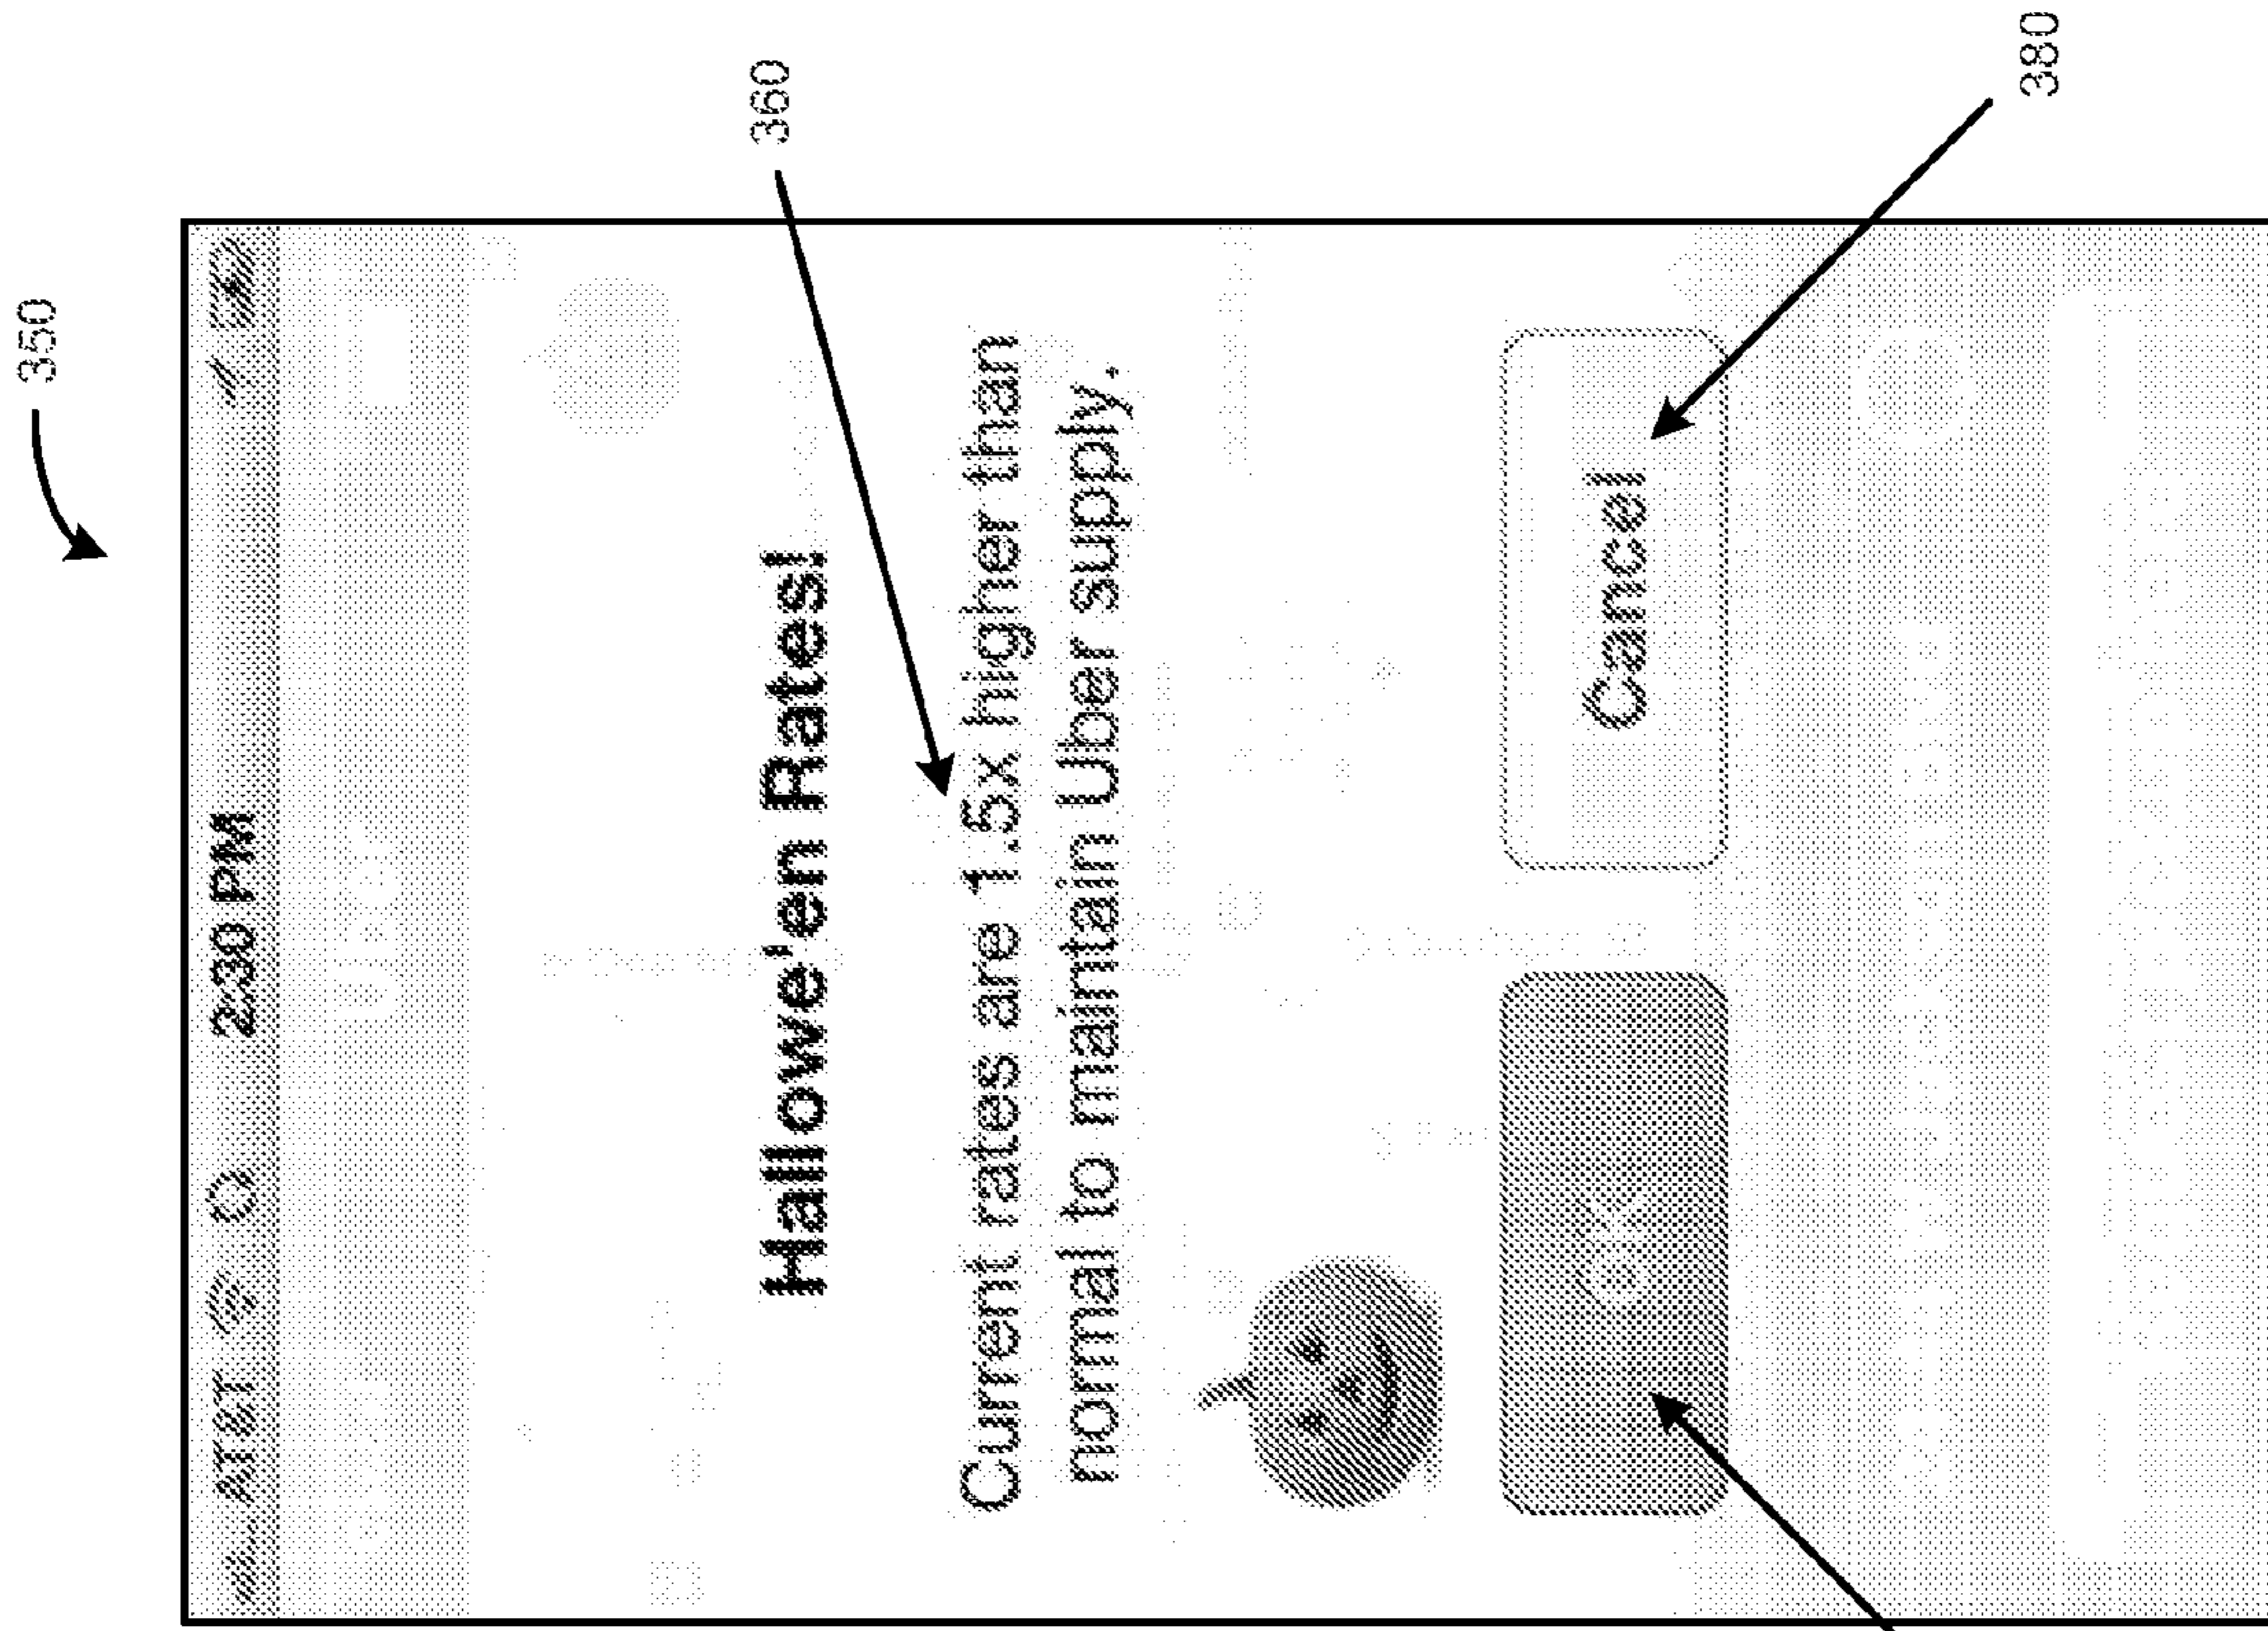 350
AT&T 2:30 PM
Hallowe'en Rates!
360
Current rates are 1.5x higher than
normal to maintain Uber supply.
OK
Cancel
380